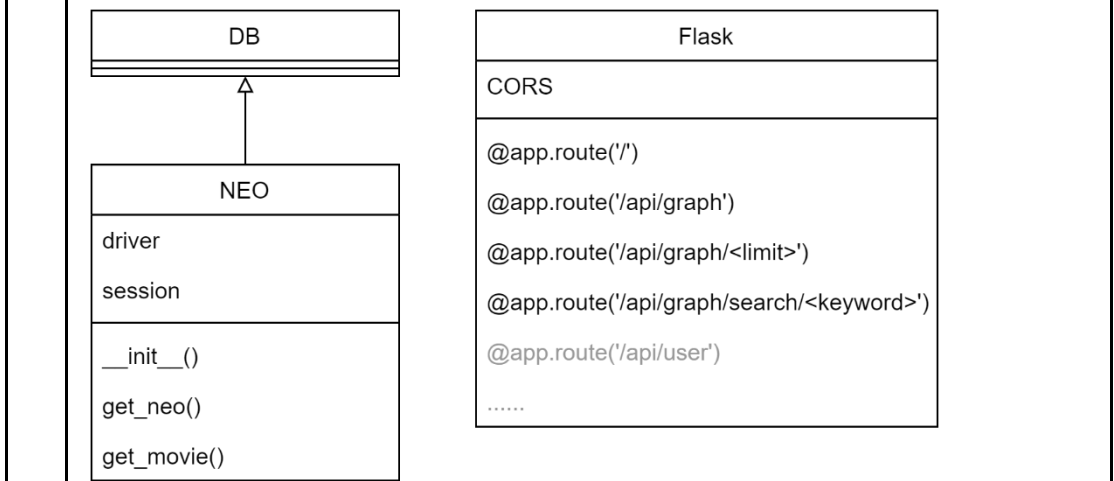 DB
NEO
driver
session
__init__()
get_neo()
get_movie()
Flask
CORS
@app.route('/')
@app.route('/api/graph')
@app.route('/api/graph/<limit>')
@app.route('/api/graph/search/<keyword>')
@app.route('/api/user')
......